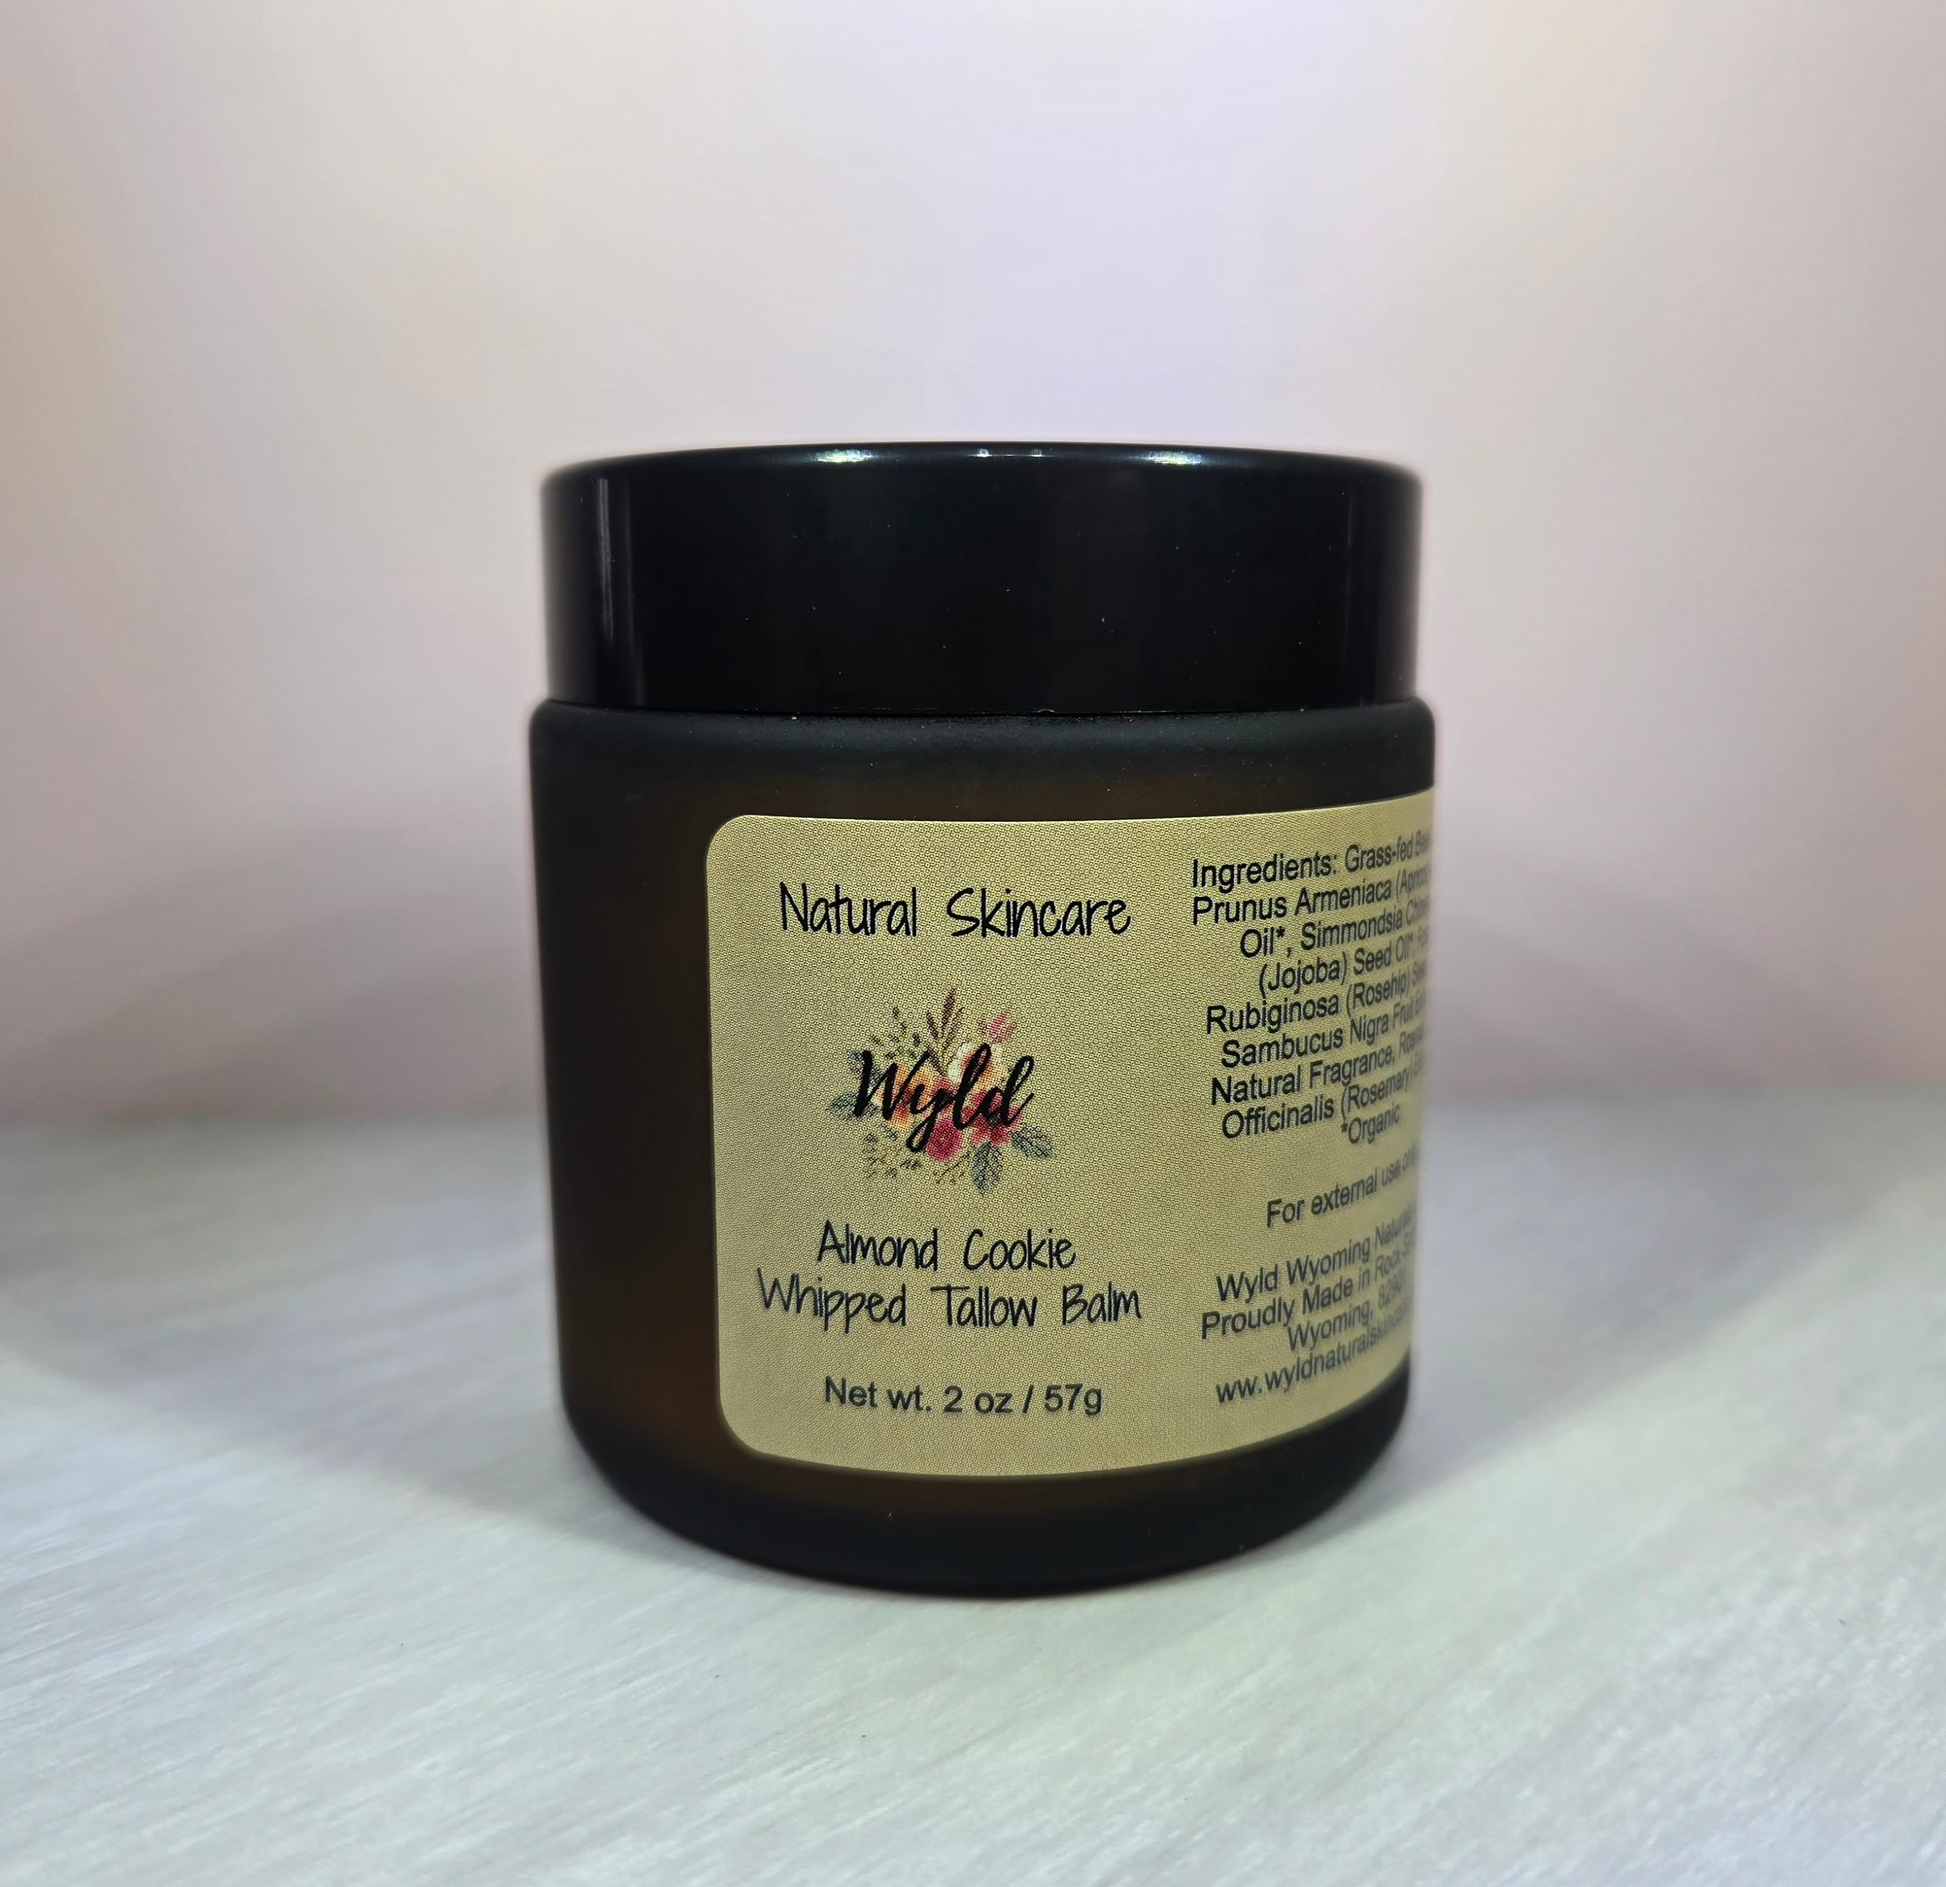 Natural Skincare
Wyld
Almond Cookie
Whipped Tallow Balm
Net wt. 2 oz / 57g
Ingredients: Grass-fed
Prunus Armeniaca
Oil*, Simmondsia
(Jojoba) Seed Oil*
Rubiginosa (Rosehip)
Sambucus Nigra Fruit
Natural Fragrance,
Officinalis (Rosemary)
*Organic
For external use
Wyld Wyoming
Proudly Made in Rock
Wyoming,